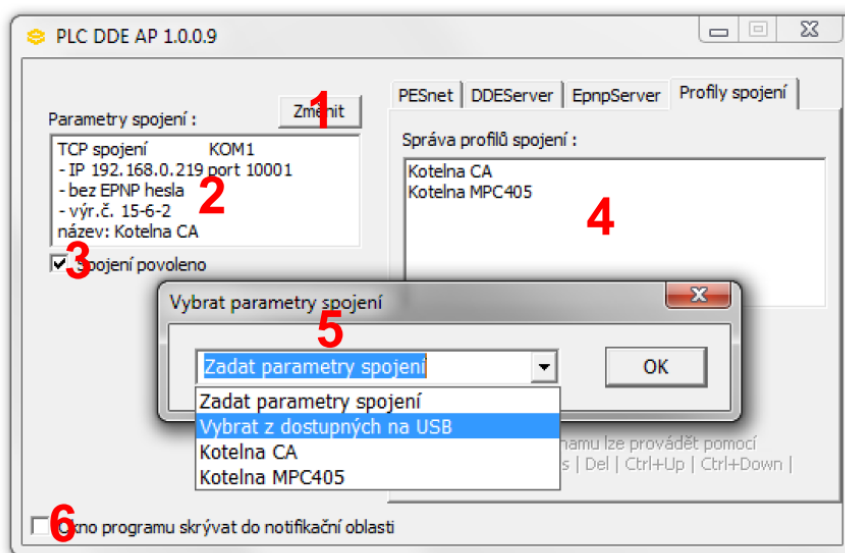 PLC DDE AP 1.0.0.9
Parametry spojení :
Změnit
1
TCP spojení KOM1
- IP 192.168.0.219 port 10001
- bez EPNP hesla
- výr.č. 15-6-2
název: Kotelna CA
2
3
Spojení povoleno
PESnet DDEServer EpnpServer Profily spojení
Správa profilů spojení :
Kotelna CA
Kotelna MPC405
4
Vybrat parametry spojení
5
Zadat parametry spojení
OK
Zadat parametry spojení
Vybrat z dostupných na USB
Kotelna CA
Kotelna MPC405
lze provádět pomocí
| Del | Ctrl+Up | Ctrl+Down |
6
Okno programu skrývat do notifikační oblasti